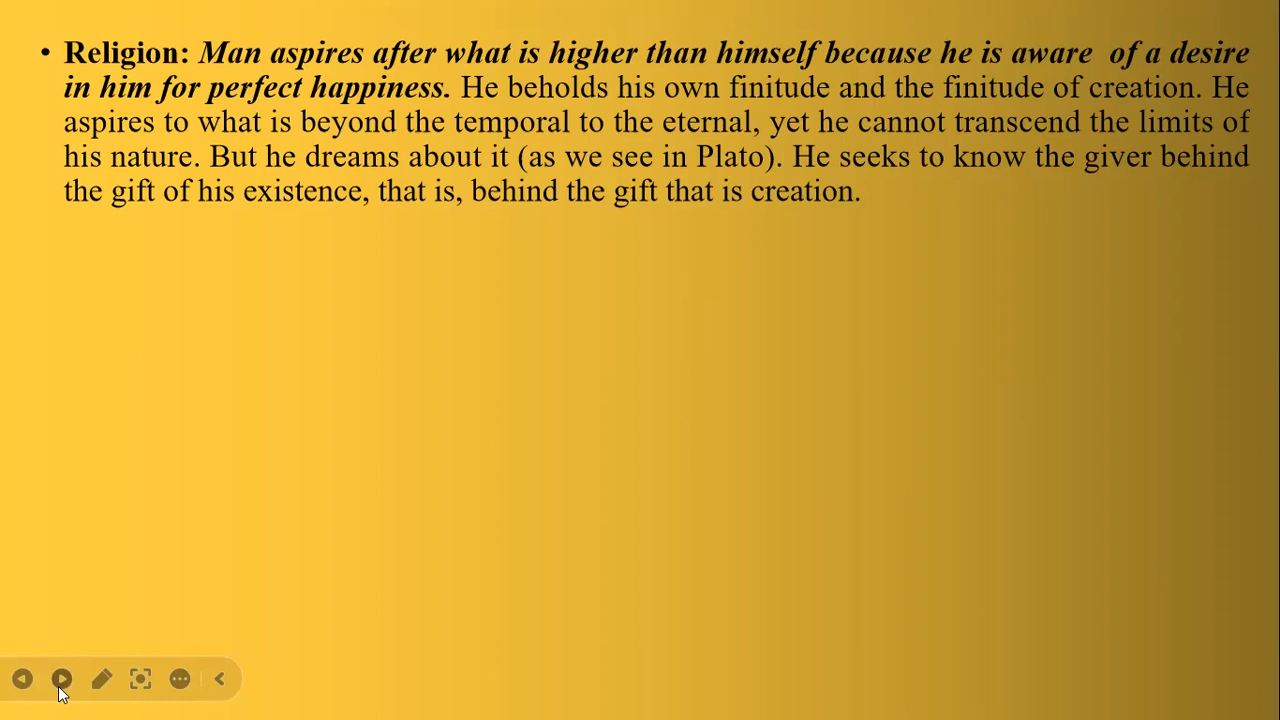 • Religion: Man aspires after what is higher than himself because he is aware of a desire
in him for perfect happiness. He beholds his own finitude and the finitude of creation. He
aspires to what is beyond the temporal to the eternal, yet he cannot transcend the limits of
his nature. But he dreams about it (as we see in Plato). He seeks to know the giver behind
the gift of his existence, that is, behind the gift that is creation.